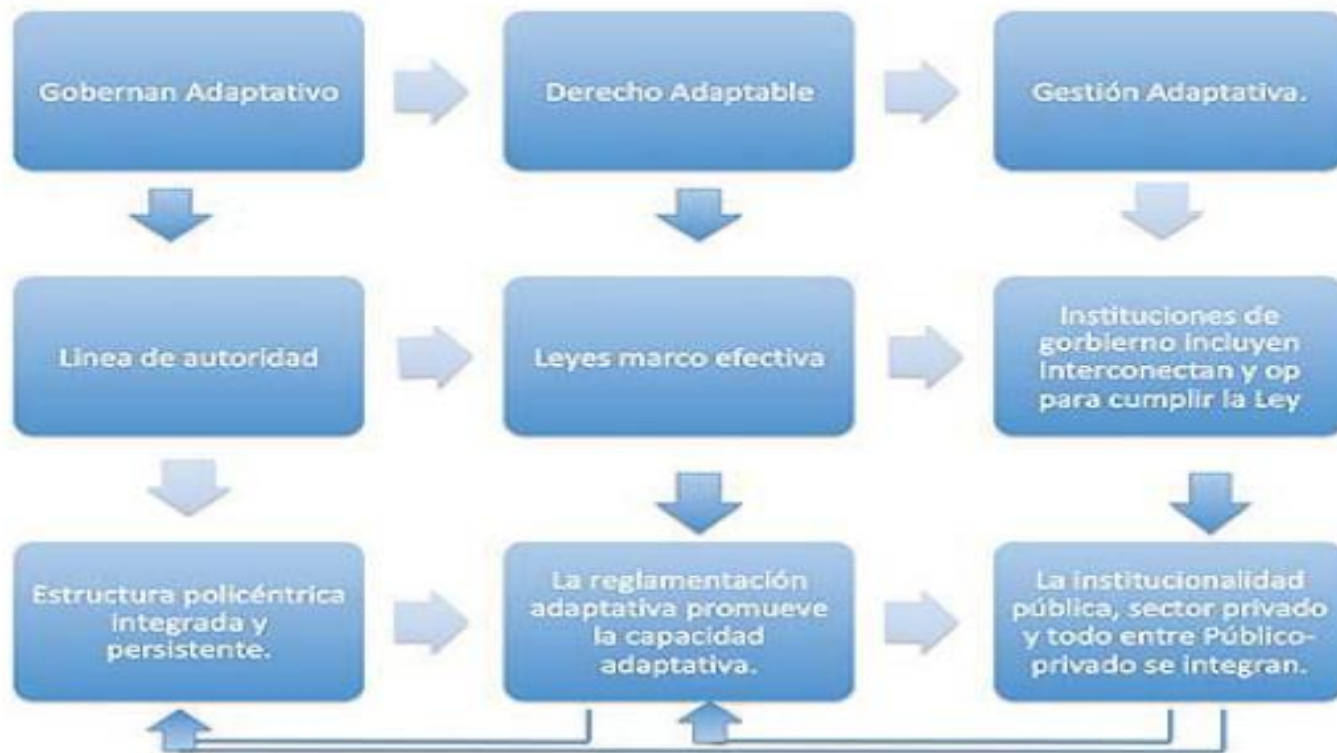 Gobernan Adaptativo
Derecho Adaptable
Gestión Adaptativa.
Linea de autoridad
Leyes marco efectiva
Instituciones de
gorbierno incluyen
interconectan y op
para cumplir la Ley
Estructura policéntrica
integrada y
persistente.
La reglamentación
adaptativa promueve
la capacidad
adaptativa.
La institucionalidad
pública, sector privado
y todo entre Público-
privado se integran.